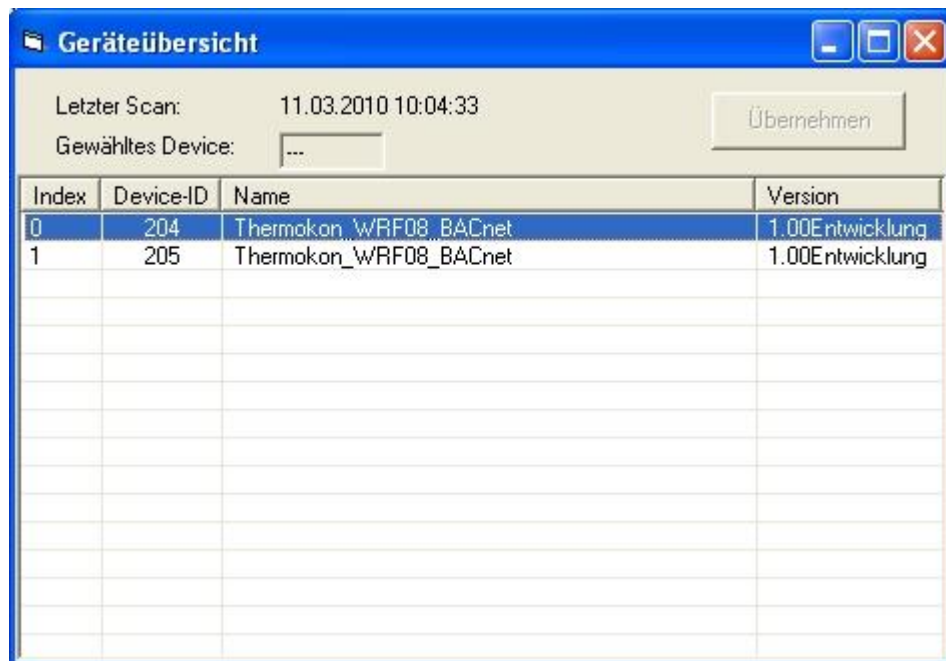 Geräteübersicht
Letzter Scan: 11.03.2010 10:04:33
Übernehmen
Gewähltes Device: ---
Index Device-ID Name Version
0 204 Thermokon_WRF08_BACnet 1.00Entwicklung
1 205 Thermokon_WRF08_BACnet 1.00Entwicklung